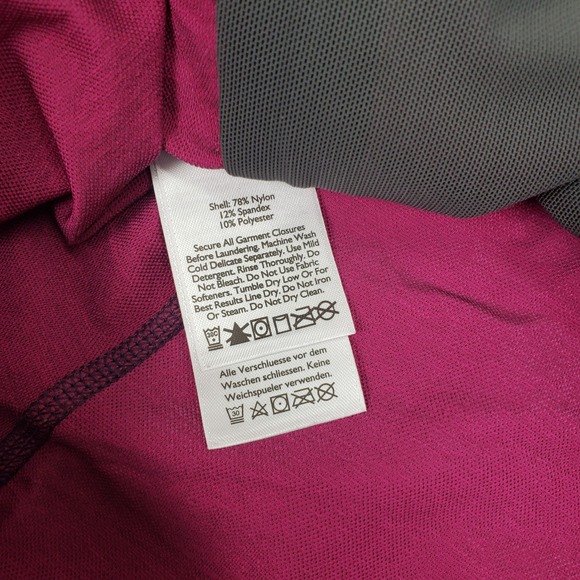 Shell: 78% Nylon
12% Spandex
10% Polyester
Secure All Garment Closures
Before Laundering. Machine Wash
Cold Delicate Separately. Use Mild
Detergent. Rinse Thoroughly. Do
Not Bleach. Do Not Use Fabric
Softeners. Tumble Dry Low Or For
Best Results Line Dry. Do Not Iron
Or Steam. Do Not Dry Clean.
30C
Alle Verschluesse vor dem
Waschen schliessen. Keine
Weichspueler verwenden.
30